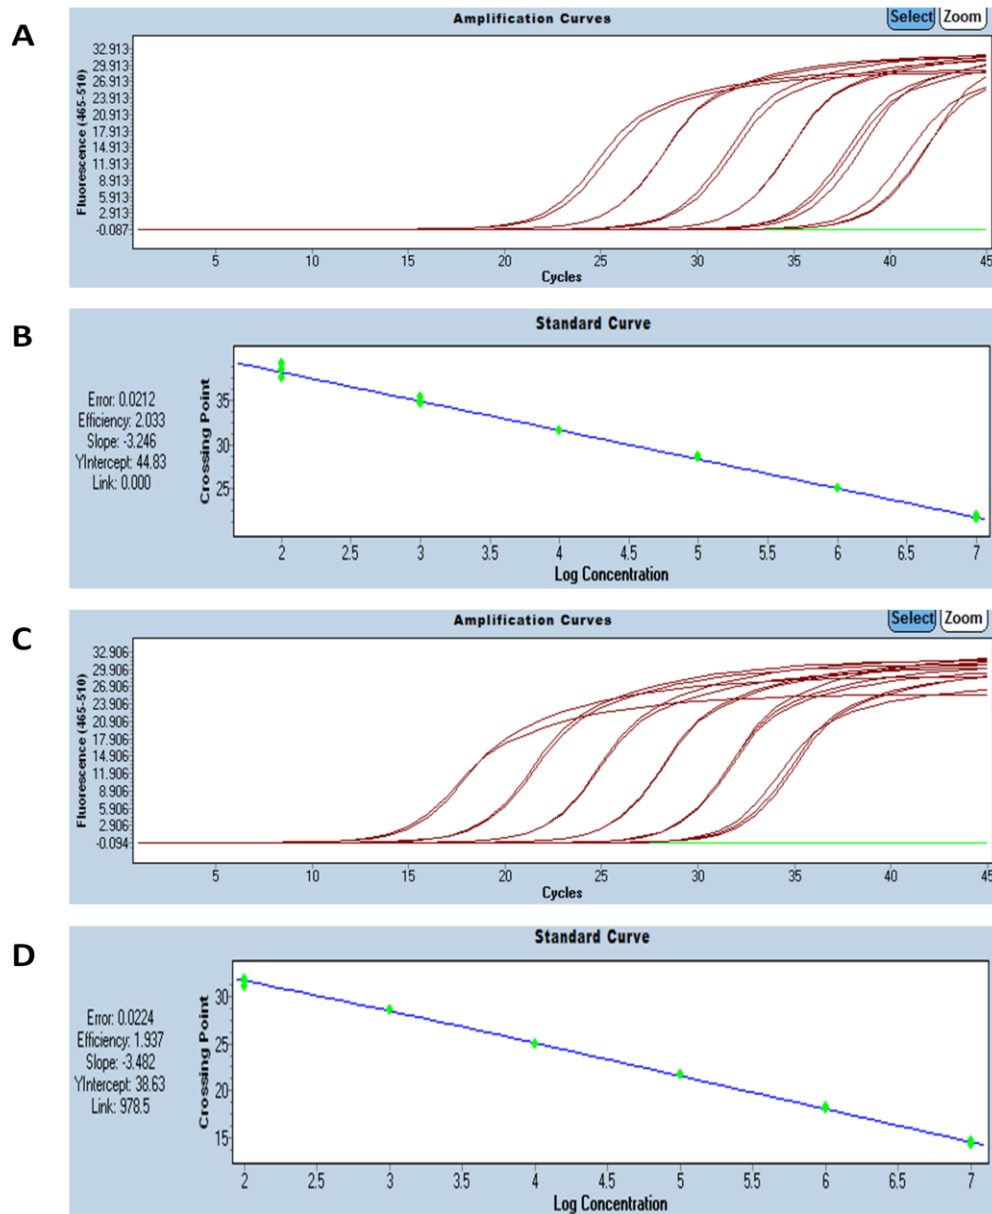 A
Amplification Curves
Select Zoom
Fluorescence (465-510)
32.913
29.913
26.913
23.913
20.913
17.913
14.913
11.913
8.913
5.913
2.913
-0.087
5 10 15 20 25 30 35 40 45
Cycles
B
Standard Curve
Error: 0.0212
Efficiency: 2.033
Slope: -3.246
YIntercept: 44.83
Link: 0.000
Crossing Point
35
30
25
2 2.5 3 3.5 4 4.5 5 5.5 6 6.5 7
Log Concentration
C
Amplification Curves
Select Zoom
Fluorescence (465-510)
32.906
29.906
26.906
23.906
20.906
17.906
14.906
11.906
8.906
5.906
2.906
-0.094
5 10 15 20 25 30 35 40 45
Cycles
D
Standard Curve
Error: 0.0224
Efficiency: 1.937
Slope: -3.482
YIntercept: 38.63
Link: 978.5
Crossing Point
30
25
20
15
2 2.5 3 3.5 4 4.5 5 5.5 6 6.5 7
Log Concentration